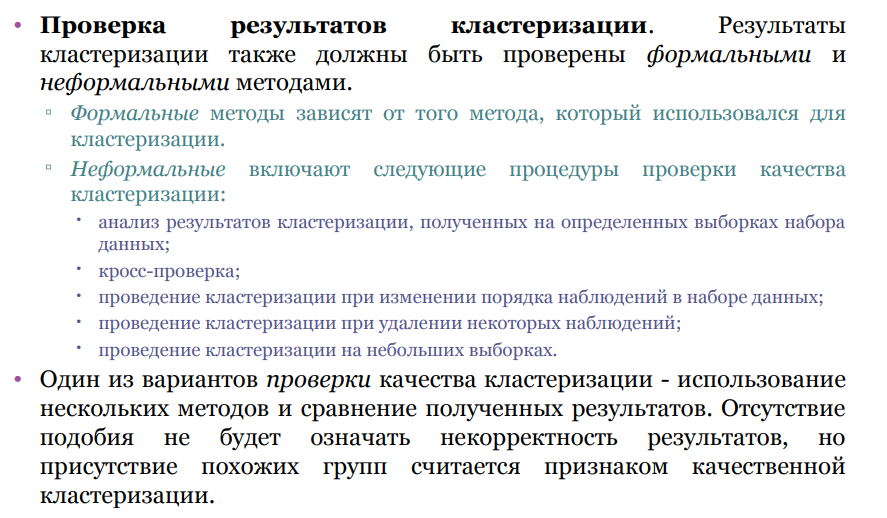 • Проверка результатов кластеризации. Результаты
кластеризации также должны быть проверены формальными и
неформальными методами.
▫ Формальные методы зависят от того метода, который использовался для
кластеризации.
▫ Неформальные включают следующие процедуры проверки качества
кластеризации:
• анализ результатов кластеризации, полученных на определенных выборках набора
данных;
• кросс-проверка;
• проведение кластеризации при изменении порядка наблюдений в наборе данных;
• проведение кластеризации при удалении некоторых наблюдений;
• проведение кластеризации на небольших выборках.
• Один из вариантов проверки качества кластеризации - использование
нескольких методов и сравнение полученных результатов. Отсутствие
подобия не будет означать некорректность результатов, но
присутствие похожих групп считается признаком качественной
кластеризации.